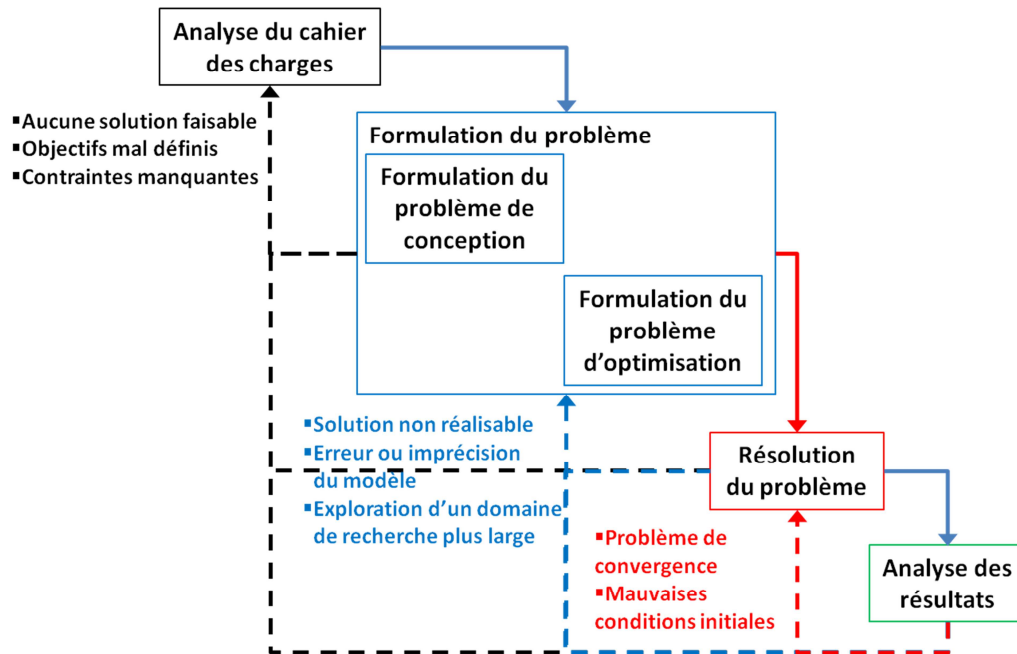 Analyse du cahier
des charges
▪Aucune solution faisable
▪Objectifs mal définis
▪Contraintes manquantes
Formulation du problème
Formulation du
problème de
conception
Formulation du
problème
d’optimisation
▪Solution non réalisable
▪Erreur ou imprécision
du modèle
▪Exploration d’un domaine
de recherche plus large
Résolution
du problème
▪Problème de
convergence
▪Mauvaises
conditions initiales
Analyse des
résultats